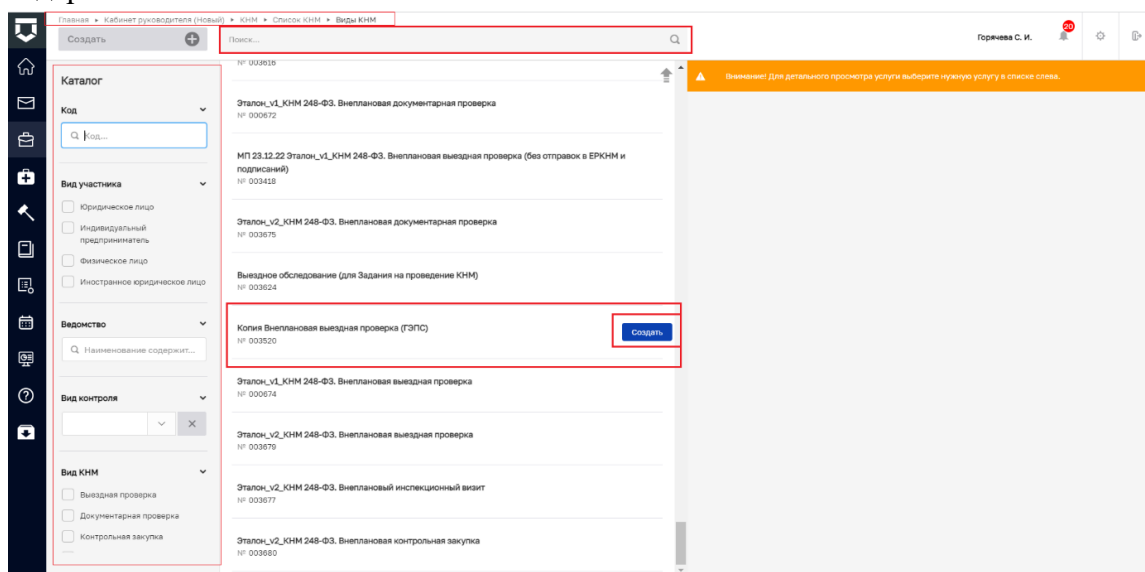 Главная ▸ Кабинет руководителя (Новый) ▸ КНМ ▸ Список КНМ ▸ Виды КНМ
Создать
Поиск...
Горячева С. И.
20
Каталог
Код
Код...
Вид участника
Юридическое лицо
Индивидуальный
предприниматель
Физическое лицо
Иностранное юридическое лицо
Ведомство
Наименование содержит...
Вид контроля
Вид КНМ
Выездная проверка
Документарная проверка
Контрольная закупка
№ 003616
Эталон_v1_КНМ 248-ФЗ. Внеплановая документарная проверка
№ 000672
МП 23.12.22 Эталон_v1_КНМ 248-ФЗ. Внеплановая выездная проверка (без отправок в ЕРКНМ и
подписаний)
№ 003418
Эталон_v2_КНМ 248-ФЗ. Внеплановая документарная проверка
№ 003675
Выездное обследование (для Задания на проведение КНМ)
№ 003624
Копия Внеплановая выездная проверка (ГЭПС)
№ 003520
Создать
Эталон_v1_КНМ 248-ФЗ. Внеплановая выездная проверка
№ 000674
Эталон_v2_КНМ 248-ФЗ. Внеплановая выездная проверка
№ 003679
Эталон_v2_КНМ 248-ФЗ. Внеплановый инспекционный визит
№ 003677
Эталон_v2_КНМ 248-ФЗ. Внеплановая контрольная закупка
№ 003680
Внимание! Для детального просмотра услуги выберите нужную услугу в списке слева.